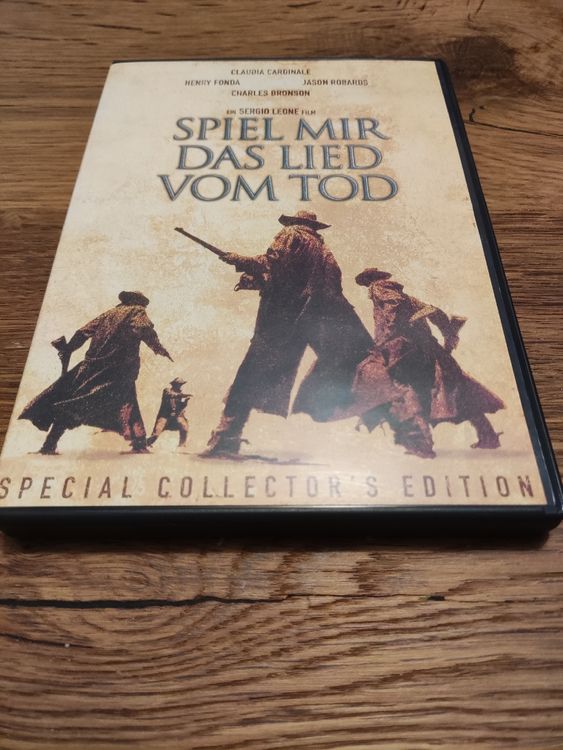 CLAUDIA CARDINALE
HENRY FONDA JASON ROBARDS
CHARLES BRONSON
EIN SERGIO LEONE FILM
SPIEL MIR
DAS LIED
VOM TOD
SPECIAL COLLECTOR'S EDITION